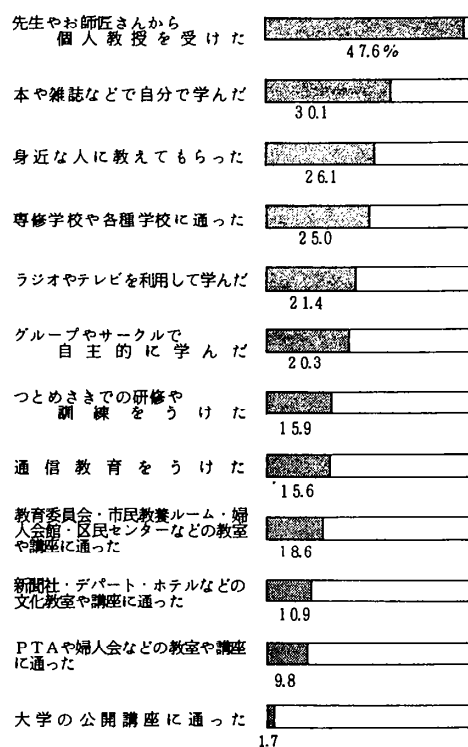 先生やお師匠さんから
個人教授を受けた
47.6%
本や雑誌などで自分で学んだ
30.1
身近な人に教えてもらった
26.1
専修学校や各種学校に通った
25.0
ラジオやテレビを利用して学んだ
21.4
グループやサークルで
自主的に学んだ
20.3
つとめさきでの研修や
訓練をうけた
15.9
通信教育をうけた
15.6
教育委員会・市民教養ルーム・婦
人会館・区民センターなどの教室
や講座に通った
18.6
新聞社・デパート・ホテルなどの
文化教室や講座に通った
10.9
PTAや婦人会などの教室や講座
に通った
9.8
大学の公開講座に通った
1.7